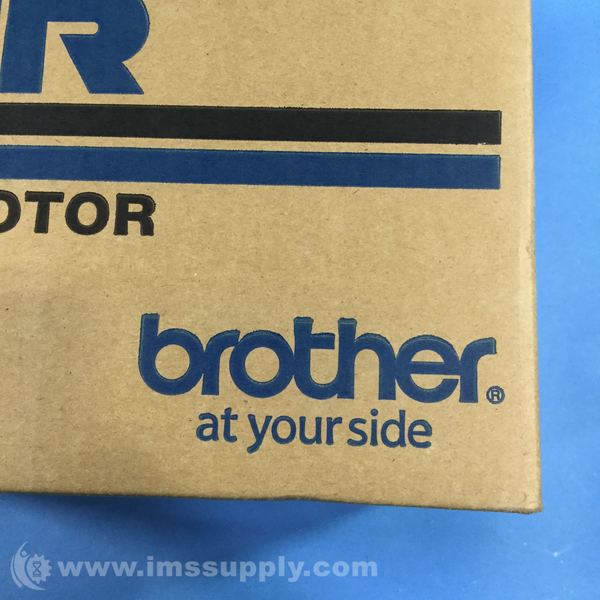 R
OTOR
brother®
at your side
www.imssupply.com